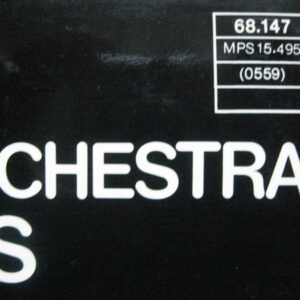 68.147
MPS 15.495
(0559)
CHESTRA
S